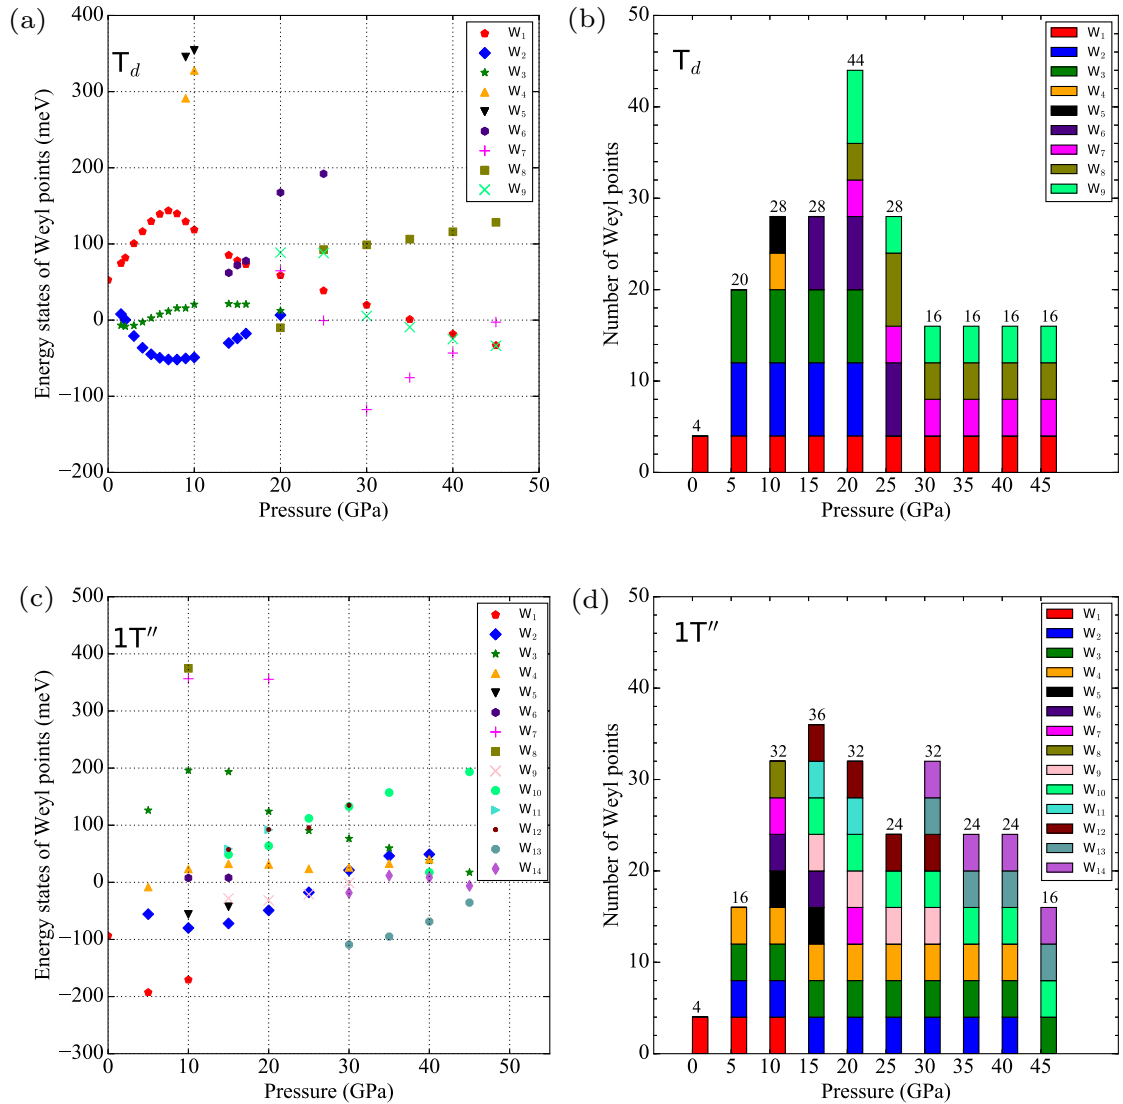 (a)
T_d
Energy states of Weyl points (meV)
400
300
200
100
0
−100
−200
0
10
20
30
40
50
Pressure (GPa)
W₁
W₂
W₃
W₄
W₅
W₆
W₇
W₈
W₉
(b)
T_d
Number of Weyl points
50
40
30
20
10
0
4
20
28
28
44
28
16
16
16
16
0
5
10
15
20
25
30
35
40
45
Pressure (GPa)
W₁
W₂
W₃
W₄
W₅
W₆
W₇
W₈
W₉
(c)
1T″
Energy states of Weyl points (meV)
500
400
300
200
100
0
−100
−200
−300
10
20
30
40
50
Pressure (GPa)
W₁
W₂
W₃
W₄
W₅
W₆
W₇
W₈
W₉
W₁₀
W₁₁
W₁₂
W₁₃
W₁₄
(d)
1T″
Number of Weyl points
50
40
30
20
10
0
4
16
32
36
32
24
32
24
24
16
0
5
10
15
20
25
30
35
40
45
Pressure (GPa)
W₁
W₂
W₃
W₄
W₅
W₆
W₇
W₈
W₉
W₁₀
W₁₁
W₁₂
W₁₃
W₁₄